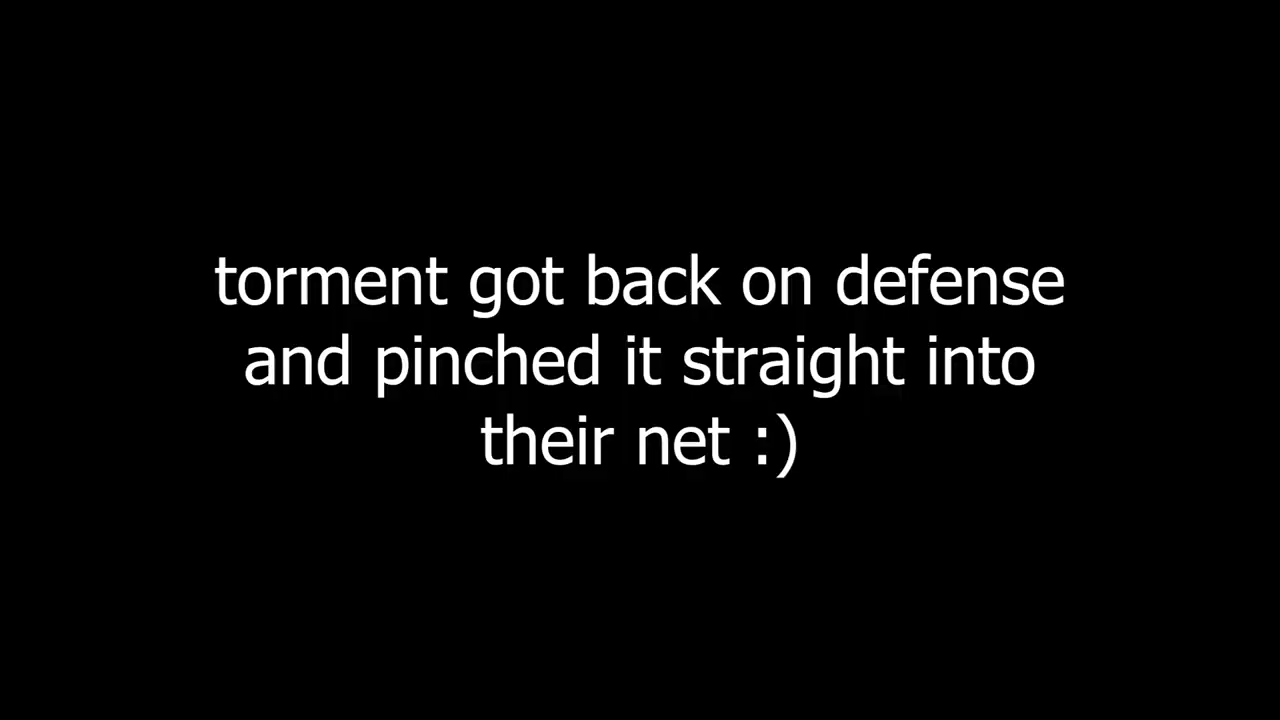 torment got back on defense
and pinched it straight into
their net :)